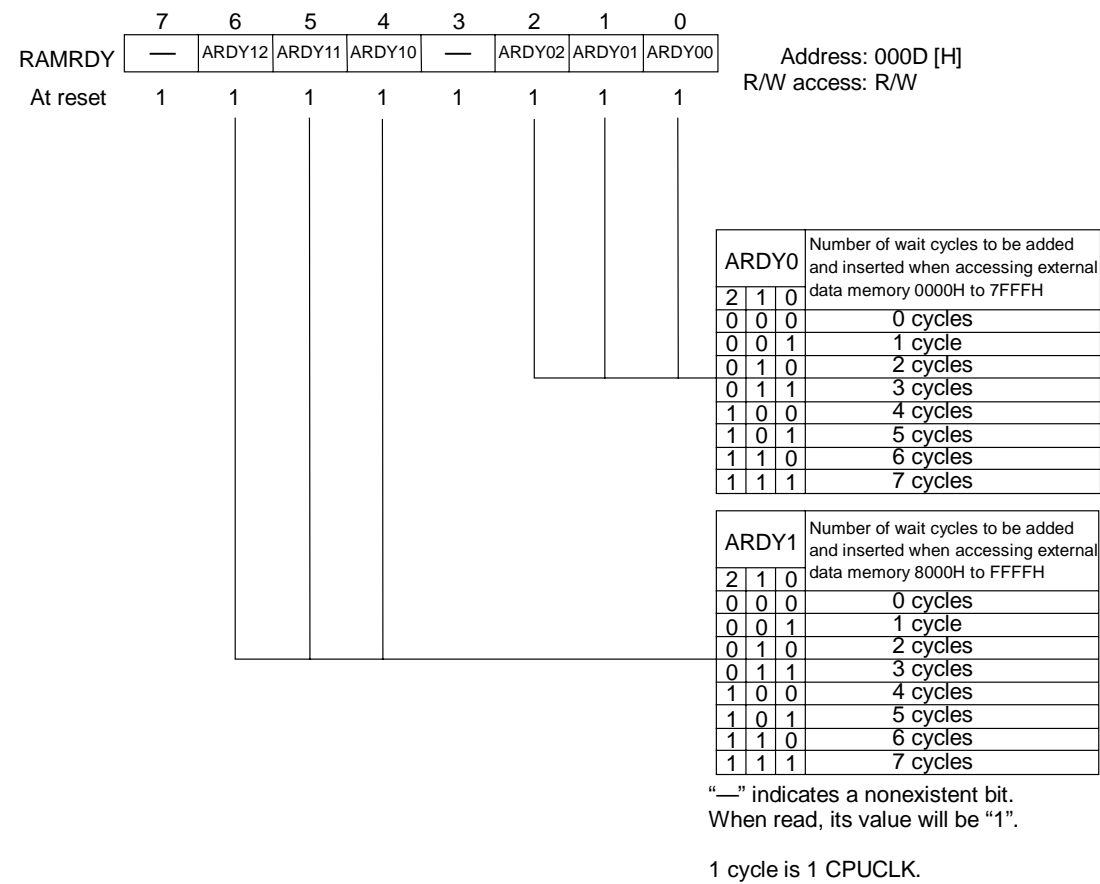 7 6 5 4 3 2 1 0
RAMRDY — ARDY12 ARDY11 ARDY10 — ARDY02 ARDY01 ARDY00
Address: 000D [H]
R/W access: R/W
At reset 1 1 1 1 1 1 1 1
ARDY0
Number of wait cycles to be added
and inserted when accessing external
data memory 0000H to 7FFFH
2 1 0
0 0 0 0 cycles
0 0 1 1 cycle
0 1 0 2 cycles
0 1 1 3 cycles
1 0 0 4 cycles
1 0 1 5 cycles
1 1 0 6 cycles
1 1 1 7 cycles
ARDY1
Number of wait cycles to be added
and inserted when accessing external
data memory 8000H to FFFFH
2 1 0
0 0 0 0 cycles
0 0 1 1 cycle
0 1 0 2 cycles
0 1 1 3 cycles
1 0 0 4 cycles
1 0 1 5 cycles
1 1 0 6 cycles
1 1 1 7 cycles
“—” indicates a nonexistent bit.
When read, its value will be “1”.
1 cycle is 1 CPUCLK.